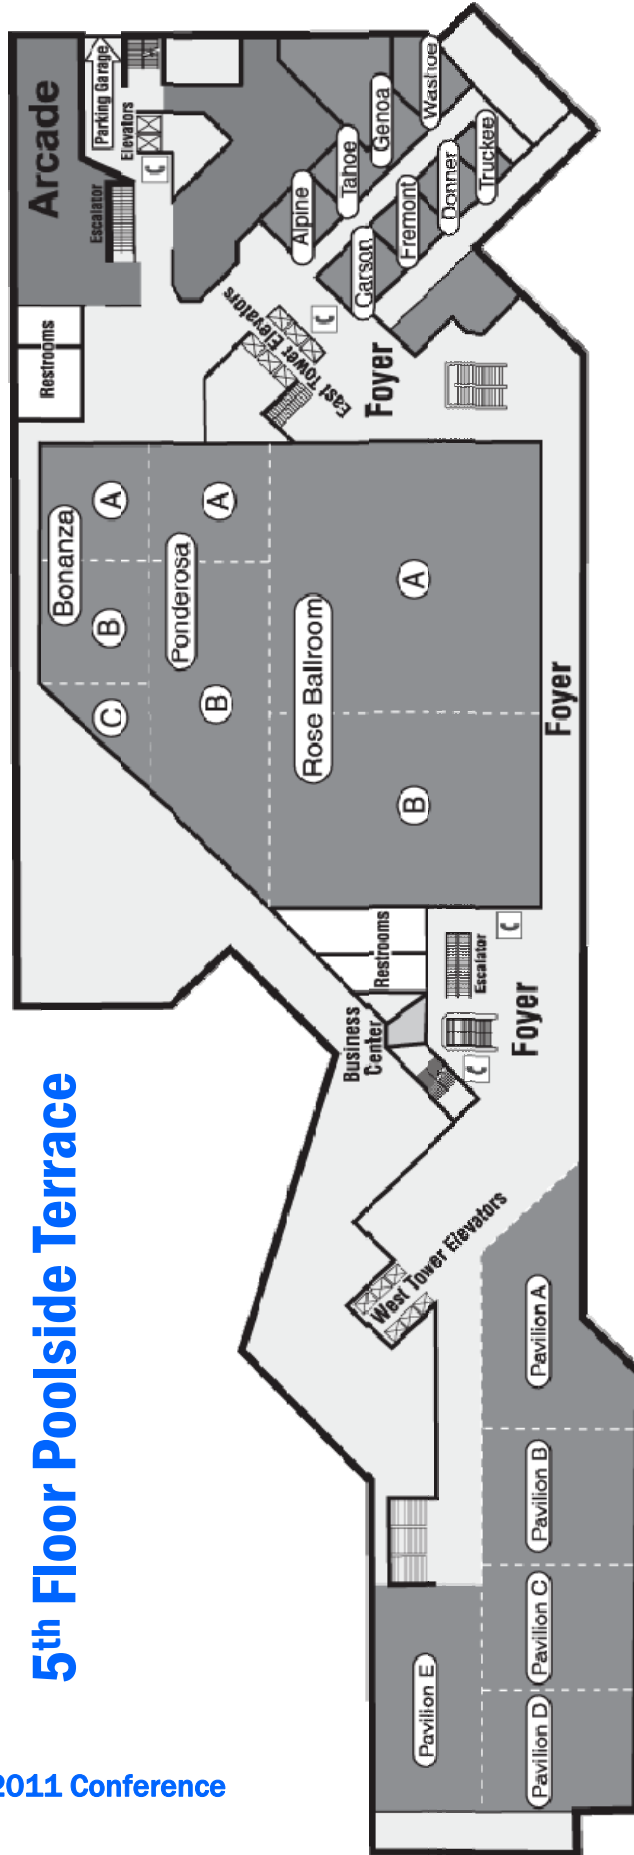 5th Floor Poolside Terrace
2011 Conference
Arcade
Parking Garage
Elevators
Escalator
Restrooms
Washoe
Genoa
Tahoe
Alpine
Truckee
Donner
Fremont
Carson
East Tower Elevators
Foyer
Bonanza
A
B
C
Ponderosa
A
B
Rose Ballroom
A
B
Foyer
Restrooms
Escalator
Business
Center
Foyer
West Tower Elevators
Pavilion A
Pavilion B
Pavilion C
Pavilion D
Pavilion E